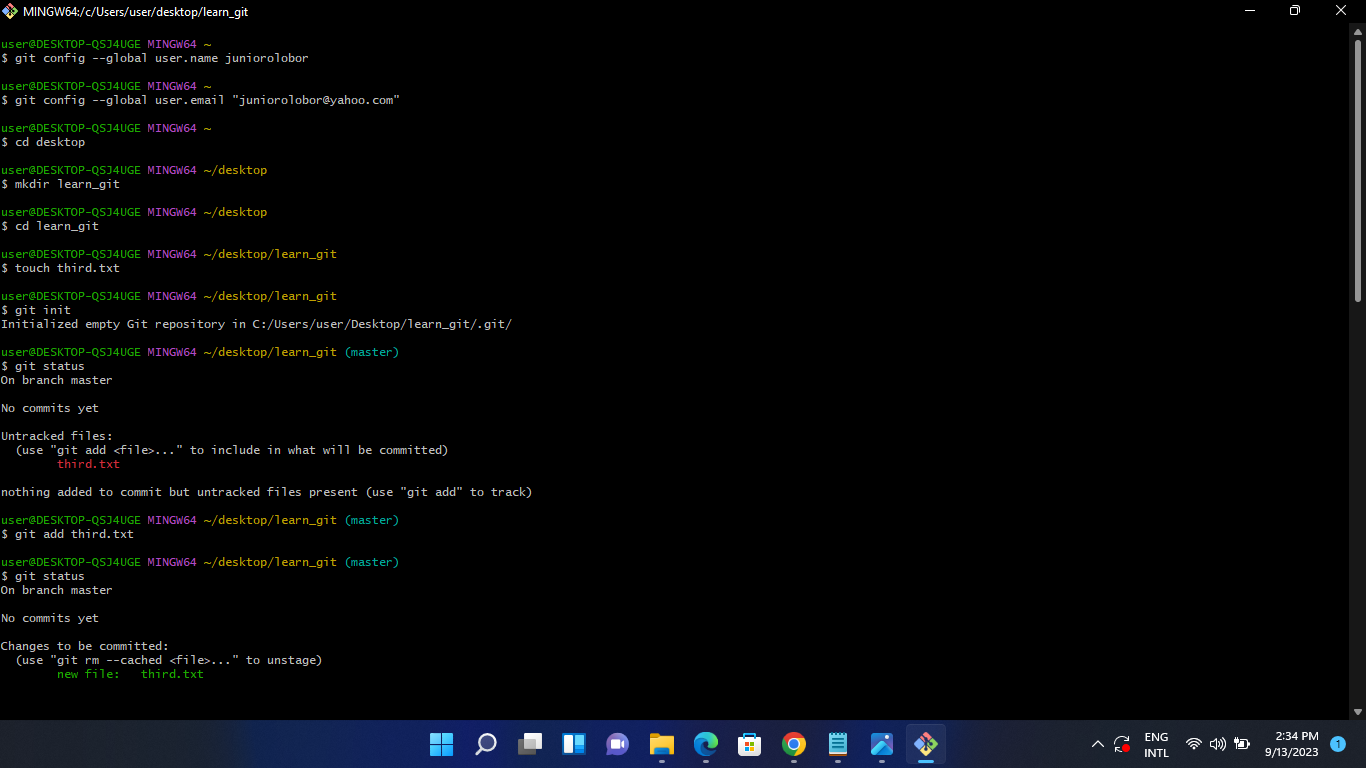 MINGW64:/c/Users/user/desktop/learn_git
user@DESKTOP-QSJ4UGE MINGW64 ~
$ git config --global user.name juniorolobor
user@DESKTOP-QSJ4UGE MINGW64 ~
$ git config --global user.email "juniorolobor@yahoo.com"
user@DESKTOP-QSJ4UGE MINGW64 ~
$ cd desktop
user@DESKTOP-QSJ4UGE MINGW64 ~/desktop
$ mkdir learn_git
user@DESKTOP-QSJ4UGE MINGW64 ~/desktop
$ cd learn_git
user@DESKTOP-QSJ4UGE MINGW64 ~/desktop/learn_git
$ touch third.txt
user@DESKTOP-QSJ4UGE MINGW64 ~/desktop/learn_git
$ git init
Initialized empty Git repository in C:/Users/user/Desktop/learn_git/.git/
user@DESKTOP-QSJ4UGE MINGW64 ~/desktop/learn_git (master)
$ git status
On branch master
No commits yet
Untracked files:
  (use "git add <file>..." to include in what will be committed)
        third.txt
nothing added to commit but untracked files present (use "git add" to track)
user@DESKTOP-QSJ4UGE MINGW64 ~/desktop/learn_git (master)
$ git add third.txt
user@DESKTOP-QSJ4UGE MINGW64 ~/desktop/learn_git (master)
$ git status
On branch master
No commits yet
Changes to be committed:
  (use "git rm --cached <file>..." to unstage)
        new file:   third.txt
ENG
INTL
2:34 PM
9/13/2023
1